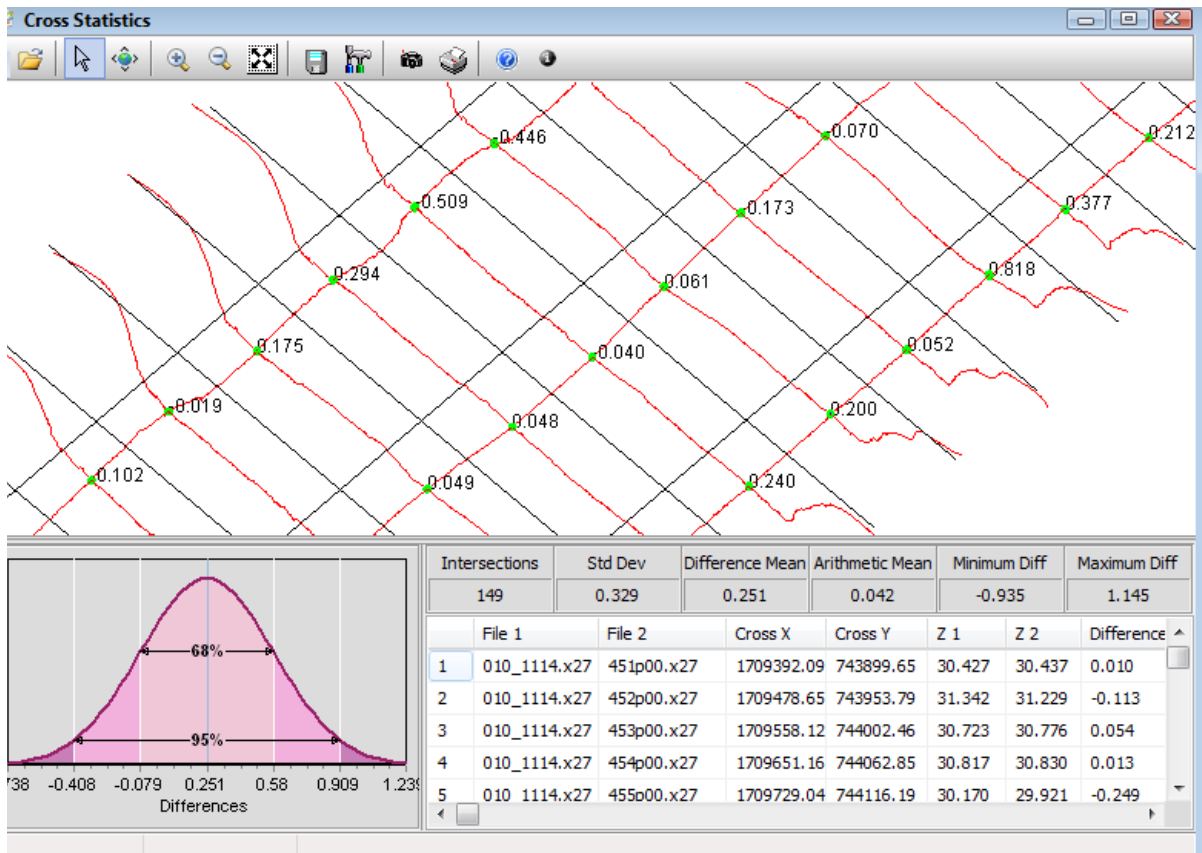 Cross Statistics
-0.446
-0.070
0.212
-0.509
-0.173
0.377
0.294
0.061
0.818
0.175
-0.040
0.052
-0.019
0.048
0.200
0.102
0.049
0.240
68%
95%
738 -0.408 -0.079 0.251 0.58 0.909 1.239
Differences
Intersections Std Dev Difference Mean Arithmetic Mean Minimum Diff Maximum Diff
149 0.329 0.251 0.042 -0.935 1.145
File 1 File 2 Cross X Cross Y Z 1 Z 2 Difference
1 010_1114.x27 451p00.x27 1709392.09 743899.65 30.427 30.437 0.010
2 010_1114.x27 452p00.x27 1709478.65 743953.79 31.342 31.229 -0.113
3 010_1114.x27 453p00.x27 1709558.12 744002.46 30.723 30.776 0.054
4 010_1114.x27 454p00.x27 1709651.16 744062.85 30.817 30.830 0.013
5 010_1114.x27 455p00.x27 1709729.04 744116.19 30.170 29.921 -0.249